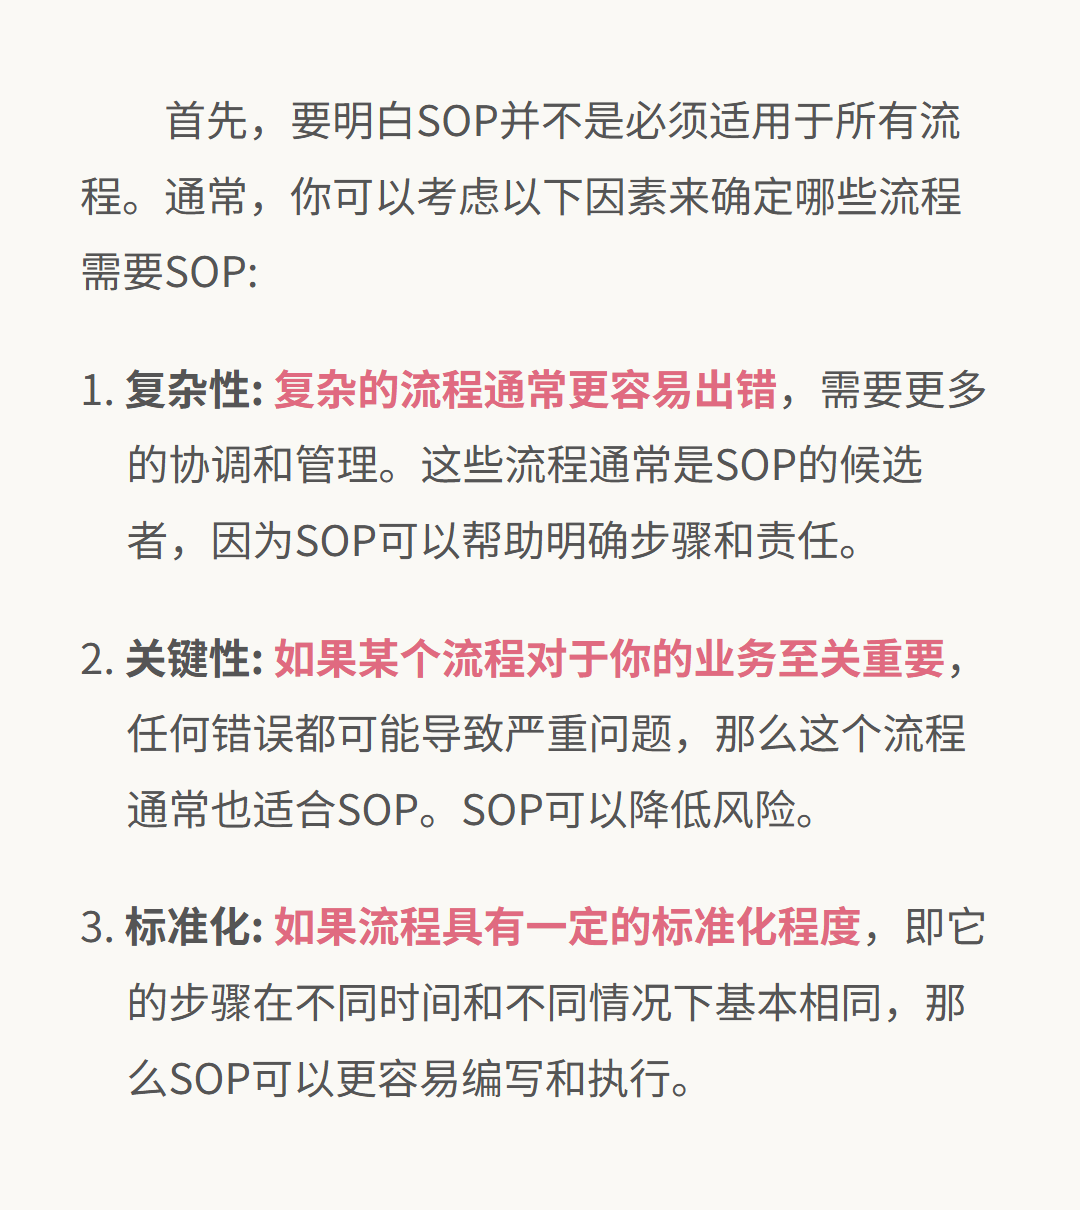 首先，要明白SOP并不是必须适用于所有流
程。通常，你可以考虑以下因素来确定哪些流程
需要SOP:
1. 复杂性: 复杂的流程通常更容易出错，需要更多
的协调和管理。这些流程通常是SOP的候选
者，因为SOP可以帮助明确步骤和责任。
2. 关键性: 如果某个流程对于你的业务至关重要，
任何错误都可能导致严重问题，那么这个流程
通常也适合SOP。SOP可以降低风险。
3. 标准化: 如果流程具有一定的标准化程度，即它
的步骤在不同时间和不同情况下基本相同，那
么SOP可以更容易编写和执行。